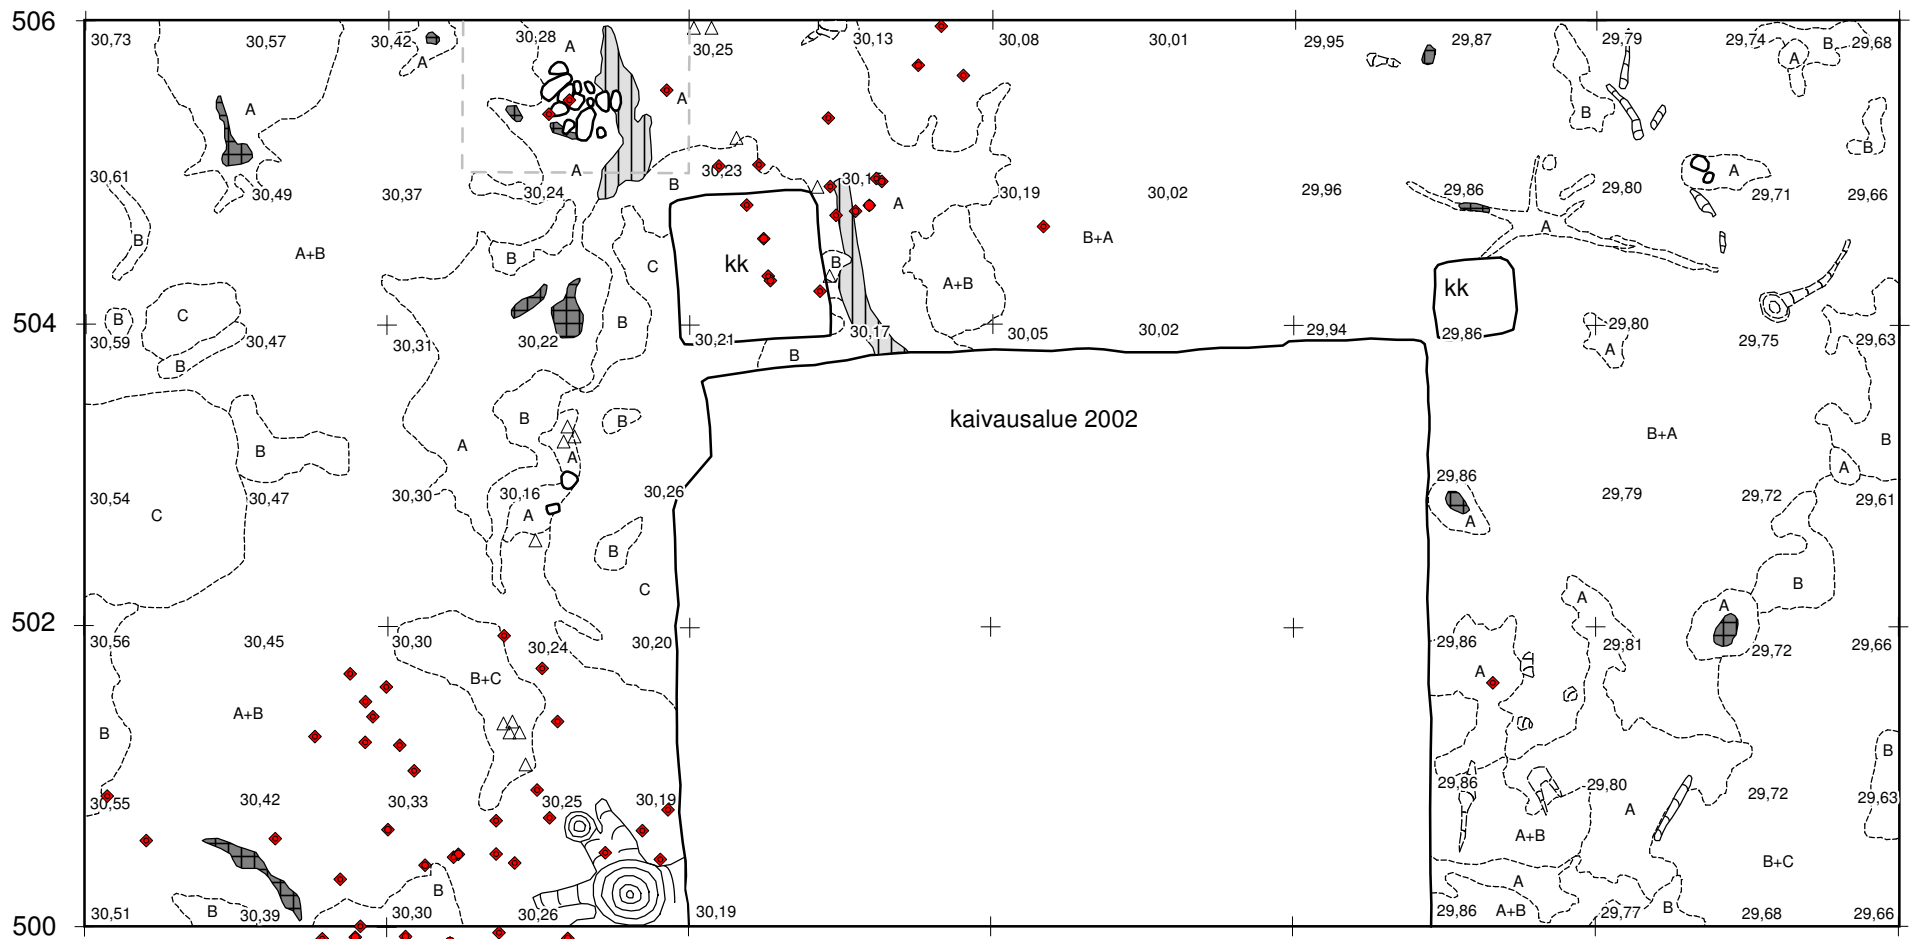 506
30,73 30,57 30,42 30,28 30,25 30,13 30,08 30,01 29,95 29,87 29,79 29,74 B 29,68
A A A
A A B
A
30,61 30,49 30,37 30,24 A B 30,23 A 30,19 30,02 29,96 29,86 29,80 A 29,71 B 29,66
B A+B B C kk B A+B B+A A
kk
504
B C B
30,59 30,47 30,31 30,22 30,21 30,17 30,05 30,02 29,94 29,86 29,80 29,75 29,63
B B A
kaivausalue 2002
B B
B A A B+A B
A
30,54 30,47 30,30 30,16 30,26 29,86 29,79 29,72 29,61
C A A
B
C B
A A
502
30,56 30,45 30,30 30,24 30,20 29,86 29,81 29,72 29,66
B+C A
B A+B B
30,55 30,42 30,33 30,25 30,19 29,86 29,80 29,72 29,63
A
A+B B+C
B A
B A+B B
500
30,51 30,39 30,30 30,26 30,19 29,86 29,77 29,68 29,66